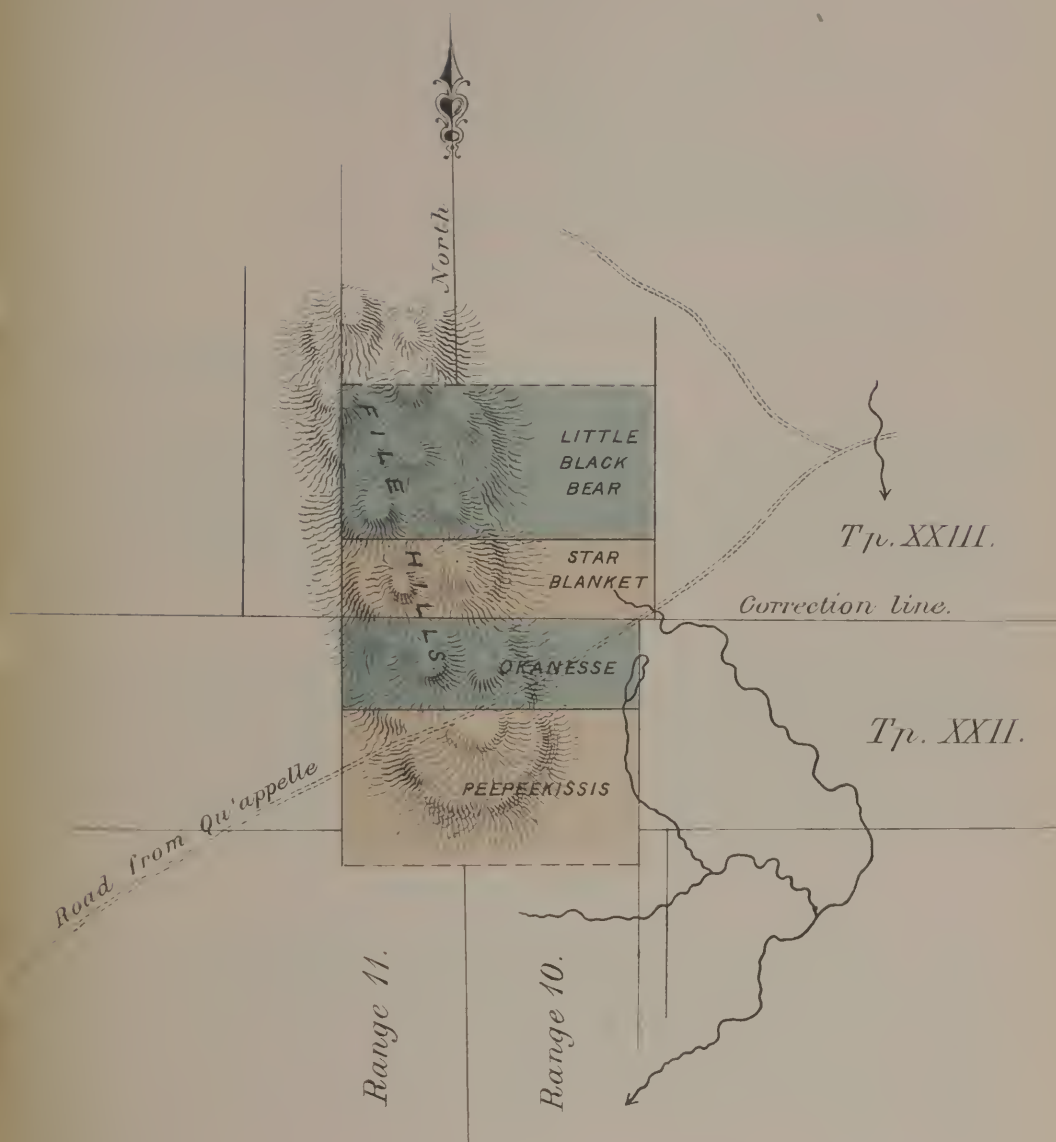 North
FILE
HILLS
LITTLE
BLACK
BEAR
STAR
BLANKET
OKANESSE
PEEPEEKISSIS
Tp. XXIII.
Correction line.
Tp. XXII.
Road from Qu'appelle
Range 11.
Range 10.